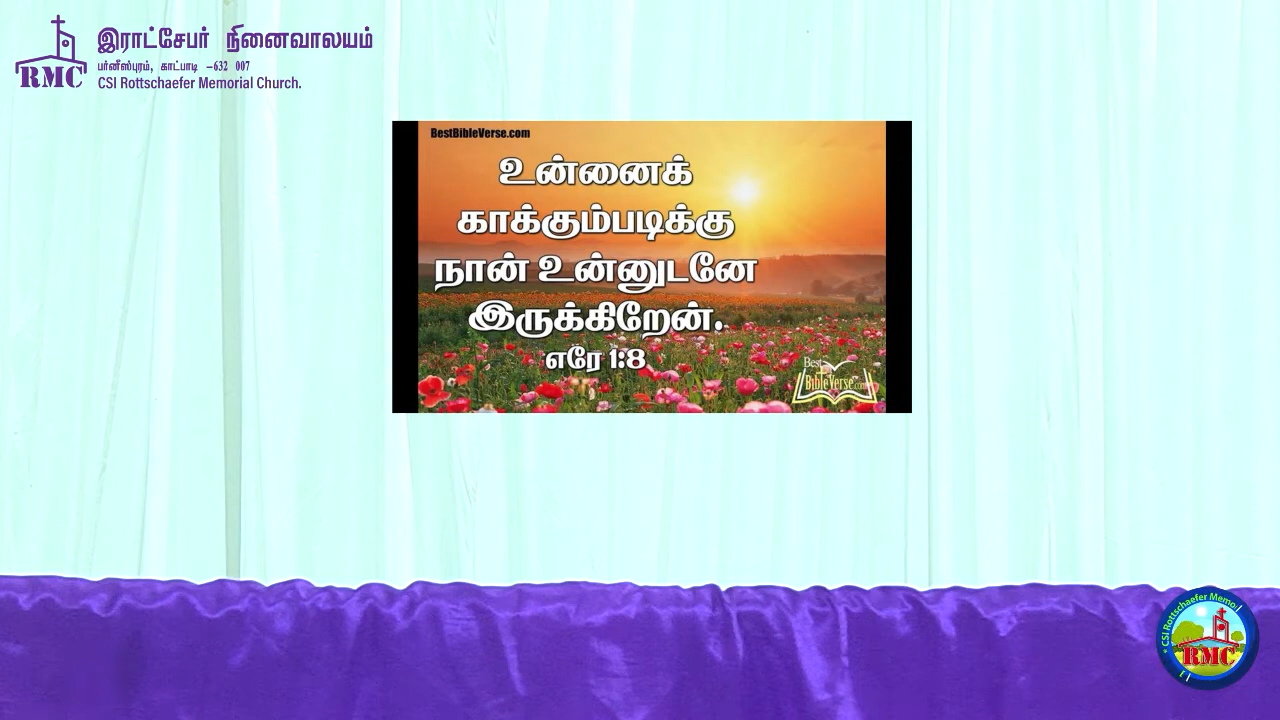 இராட்சேபர் நினைவாலயம்
பர்னீஸ்புரம், காட்பாடி -632 007
CSI Rottschaefer Memorial Church.
RMC
BestBibleVerse.com
உன்னைக்
காக்கும்படிக்கு
நான் உன்னுடனே
இருக்கிறேன்.
எரே 1:8
Best
BibleVerse.com
* CSI Rottschaefer Memo
RMC